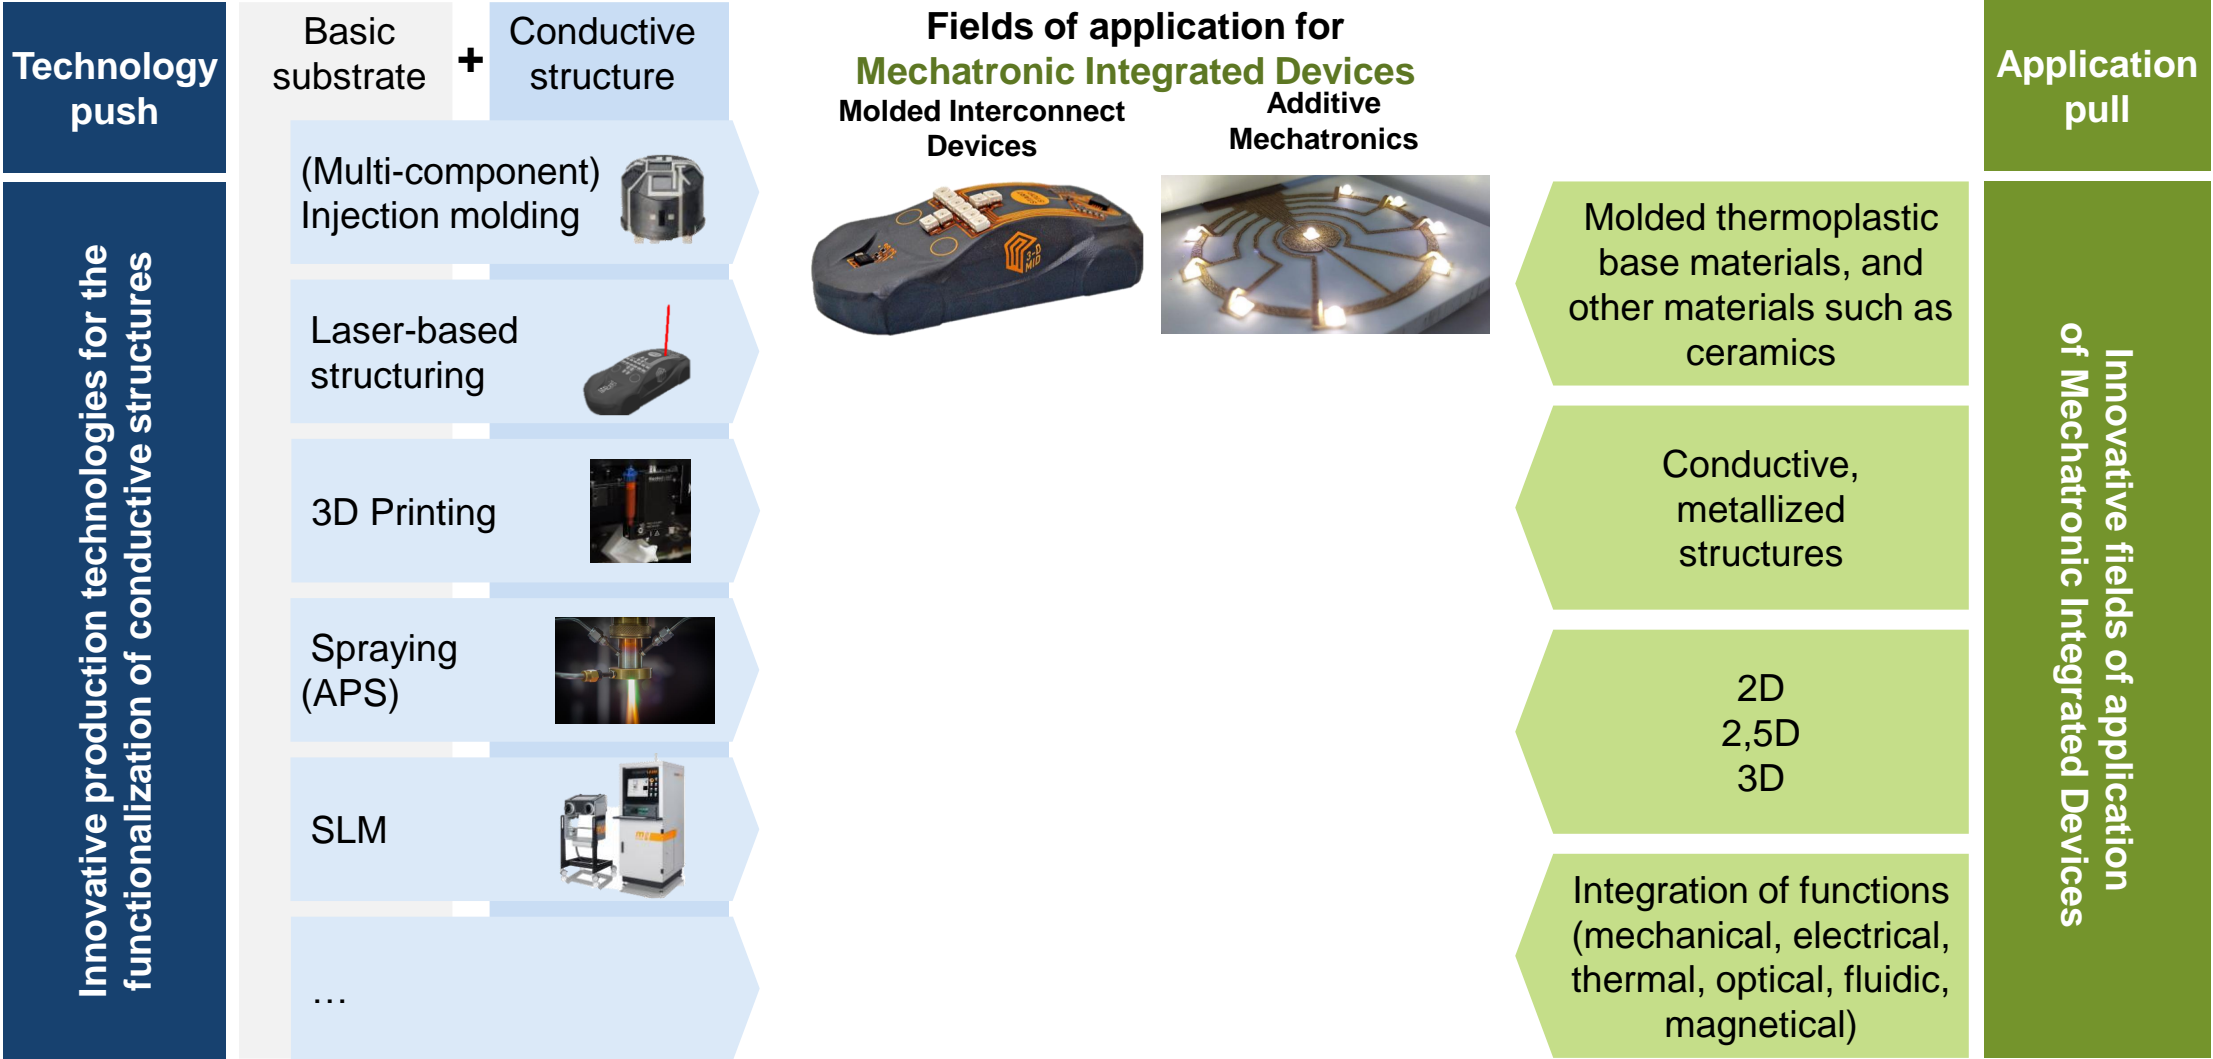 Technology
push
Innovative production technologies for the
functionalization of conductive structures
Basic
substrate
+
Conductive
structure
(Multi-component)
Injection molding
Laser-based
structuring
3D Printing
Spraying
(APS)
SLM
…
Fields of application for
Mechatronic Integrated Devices
Molded Interconnect
Devices
Additive
Mechatronics
3-D
MID
Molded thermoplastic
base materials, and
other materials such as
ceramics
Conductive,
metallized
structures
2D
2,5D
3D
Integration of functions
(mechanical, electrical,
thermal, optical, fluidic,
magnetical)
Application
pull
Innovative fields of application
of Mechatronic Integrated Devices